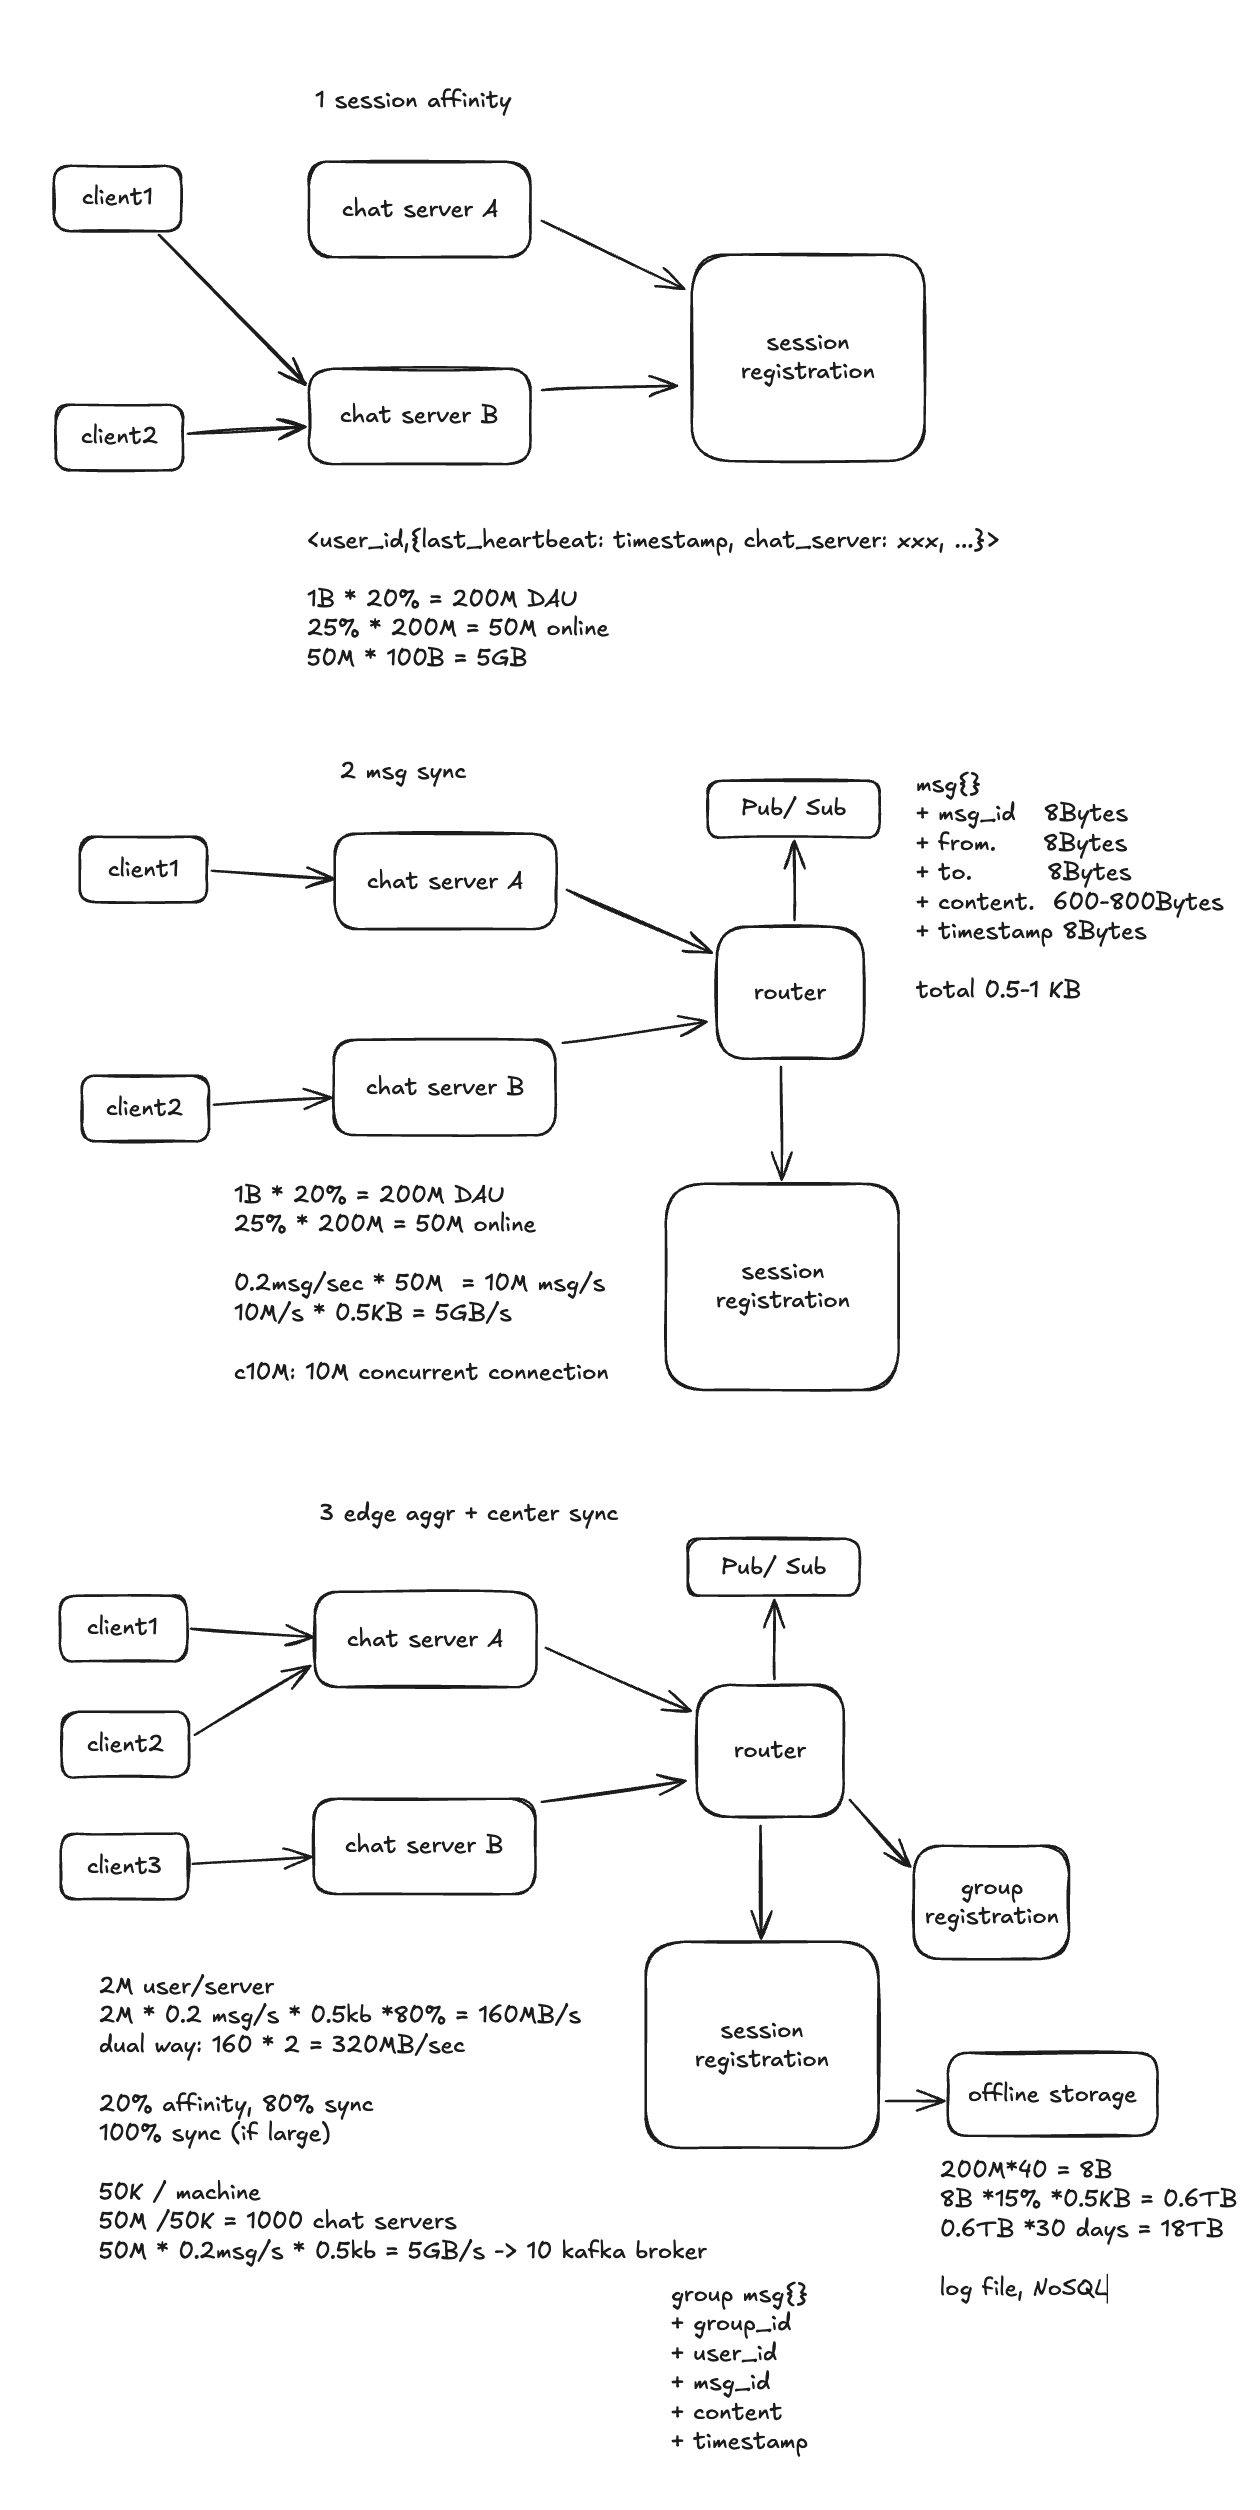 1 session affinity
client1
chat server A
session
registration
client2
chat server B
<user_id,{last_heartbeat: timestamp, chat_server: xxx, ...}>
1B * 20% = 200M DAU
25% * 200M = 50M online
50M * 100B = 5GB
2 msg sync
Pub/ Sub
msg{}
+ msg_id 8Bytes
+ from. 8Bytes
+ to. 8Bytes
+ content. 600-800Bytes
+ timestamp 8Bytes
total 0.5-1 KB
client1
chat server A
router
client2
chat server B
1B * 20% = 200M DAU
25% * 200M = 50M online
0.2msg/sec * 50M = 10M msg/s
10M/s * 0.5KB = 5GB/s
c10M: 10M concurrent connection
session
registration
3 edge aggr + center sync
Pub/ Sub
client1
chat server A
client2
router
client3
chat server B
group
registration
2M user/server
2M * 0.2 msg/s * 0.5kb *80% = 160MB/s
dual way: 160 * 2 = 320MB/sec
20% affinity, 80% sync
100% sync (if large)
50K / machine
50M /50K = 1000 chat servers
50M * 0.2msg/s * 0.5kb = 5GB/s -> 10 kafka broker
session
registration
offline storage
200M*40 = 8B
8B *15% *0.5KB = 0.6TB
0.6TB *30 days = 18TB
log file, NoSQL
group msg{}
+ group_id
+ user_id
+ msg_id
+ content
+ timestamp